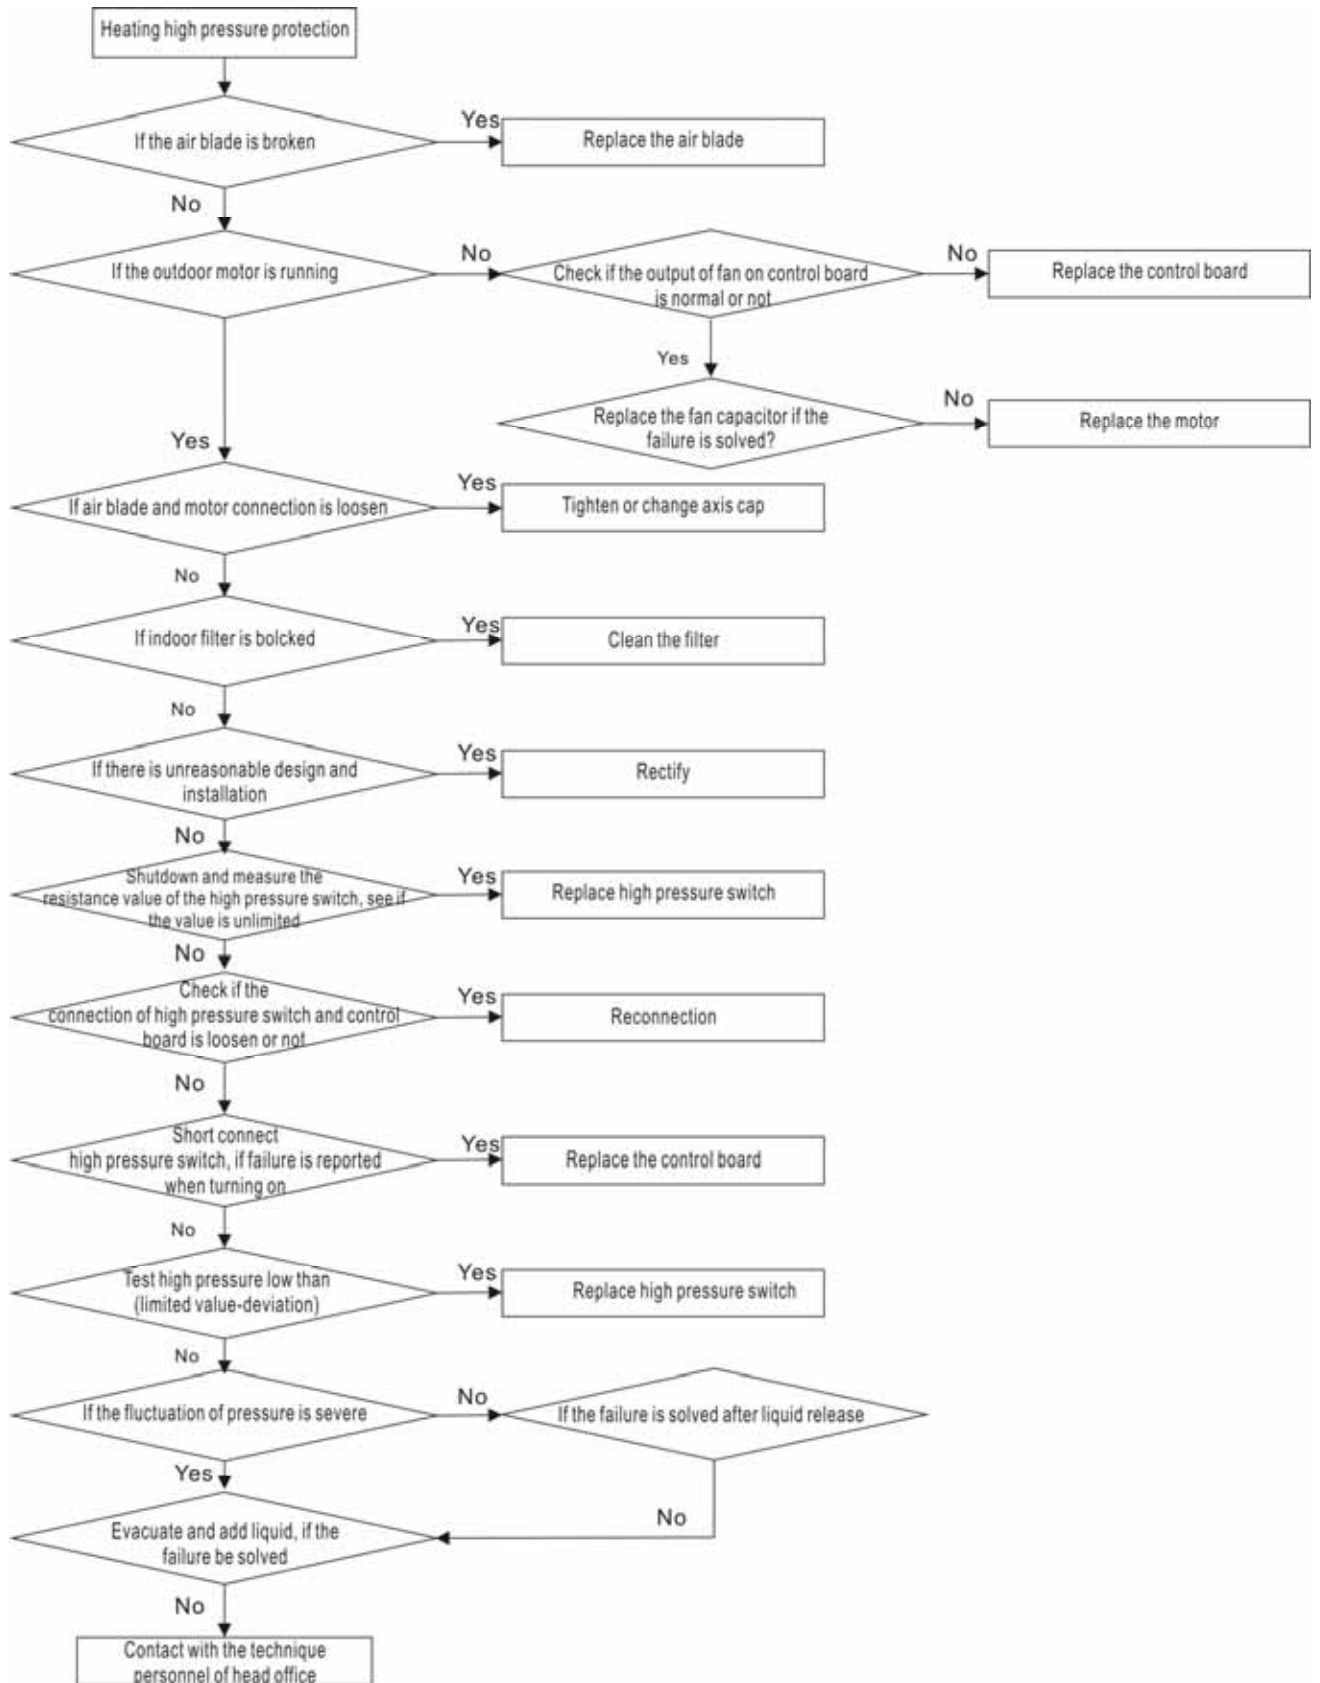 Heating high pressure protection
If the air blade is broken
Yes
Replace the air blade
No
If the outdoor motor is running
No
Check if the output of fan on control board
is normal or not
No
Replace the control board
Yes
Replace the fan capacitor if the
failure is solved?
No
Replace the motor
Yes
If air blade and motor connection is loosen
Yes
Tighten or change axis cap
No
If indoor filter is bolcked
Yes
Clean the filter
No
If there is unreasonable design and
installation
Yes
Rectify
No
Shutdown and measure the
resistance value of the high pressure switch, see if
the value is unlimited
Yes
Replace high pressure switch
No
Check if the
connection of high pressure switch and control
board is loosen or not
Yes
Reconnection
No
Short connect
high pressure switch, if failure is reported
when turning on
Yes
Replace the control board
No
Test high pressure low than
(limited value-deviation)
Yes
Replace high pressure switch
No
If the fluctuation of pressure is severe
No
If the failure is solved after liquid release
Yes
No
Evacuate and add liquid, if the
failure be solved
No
Contact with the technique
personnel of head office